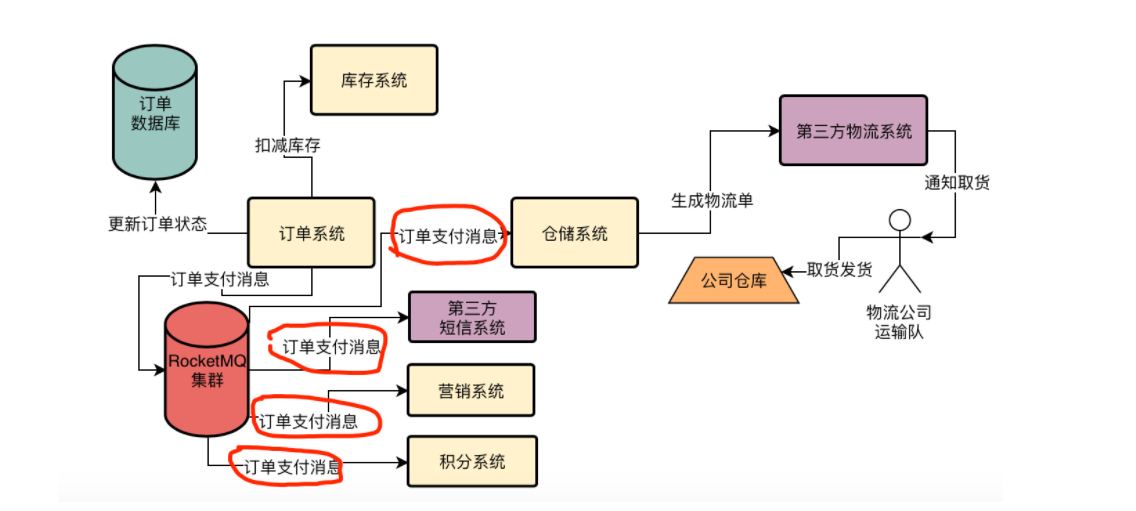 订单
数据库
库存系统
扣减库存
第三方物流系统
生成物流单
通知取货
更新订单状态
订单系统
订单支付消息
仓储系统
取货发货
公司仓库
物流公司
运输队
订单支付消息
RocketMQ
集群
第三方
短信系统
订单支付消息
营销系统
订单支付消息
积分系统
订单支付消息